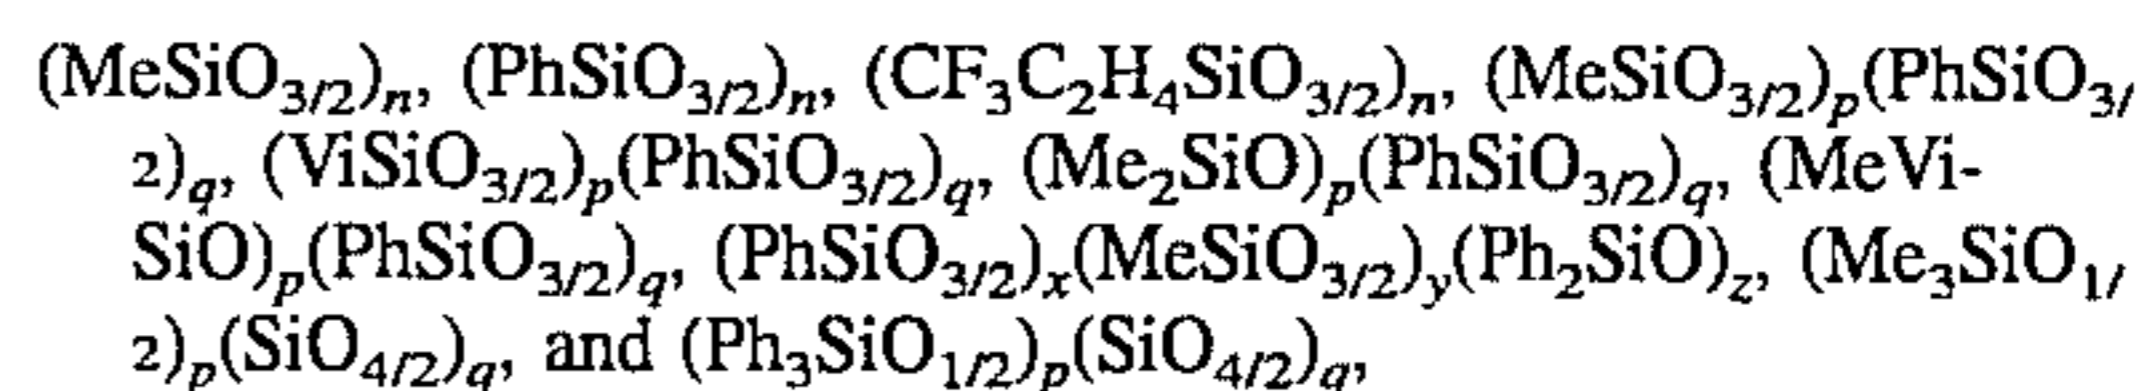 (MeSiO₃/₂)ₙ, (PhSiO₃/₂)ₙ, (CF₃C₂H₄SiO₃/₂)ₙ, (MeSiO₃/₂)ₚ(PhSiO₃/
₂)q, (ViSiO₃/₂)ₚ(PhSiO₃/₂)q, (Me₂SiO)ₚ(PhSiO₃/₂)q, (MeVi-
SiO)ₚ(PhSiO₃/₂)q, (PhSiO₃/₂)ₓ(MeSiO₃/₂)y(Ph₂SiO)z, (Me₃SiO₁/
₂)ₚ(SiO₄/₂)q, and (Ph₃SiO₁/₂)ₚ(SiO₄/₂)q,